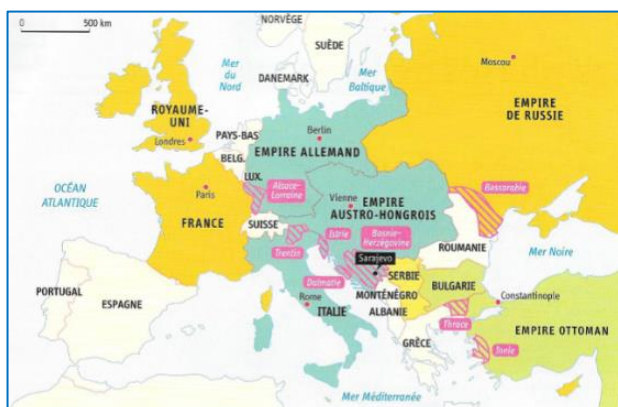 0 500 km
NORVÈGE
SUÈDE
Mer
du
Nord
DANEMARK
Mer
Baltique
Moscou
EMPIRE
DE RUSSIE
ROYAUME-
UNI
Londres
PAYS-BAS
BELG.
LUX.
Berlin
EMPIRE ALLEMAND
OCÉAN
ATLANTIQUE
Paris
FRANCE
Alsace-
Lorraine
SUISSE
Vienne
EMPIRE
AUSTRO-HONGROIS
Bessarabie
Trentin
Istrie
Bosnie-
Herzégovine
Sarajevo
Dalmatie
SERBIE
ROUMANIE
Mer Noire
PORTUGAL
ESPAGNE
Rome
ITALIE
MONTÉNÉGRO
ALBANIE
BULGARIE
Constantinople
Thrace
GRÈCE
Ionie
EMPIRE OTTOMAN
Mer Méditerranée